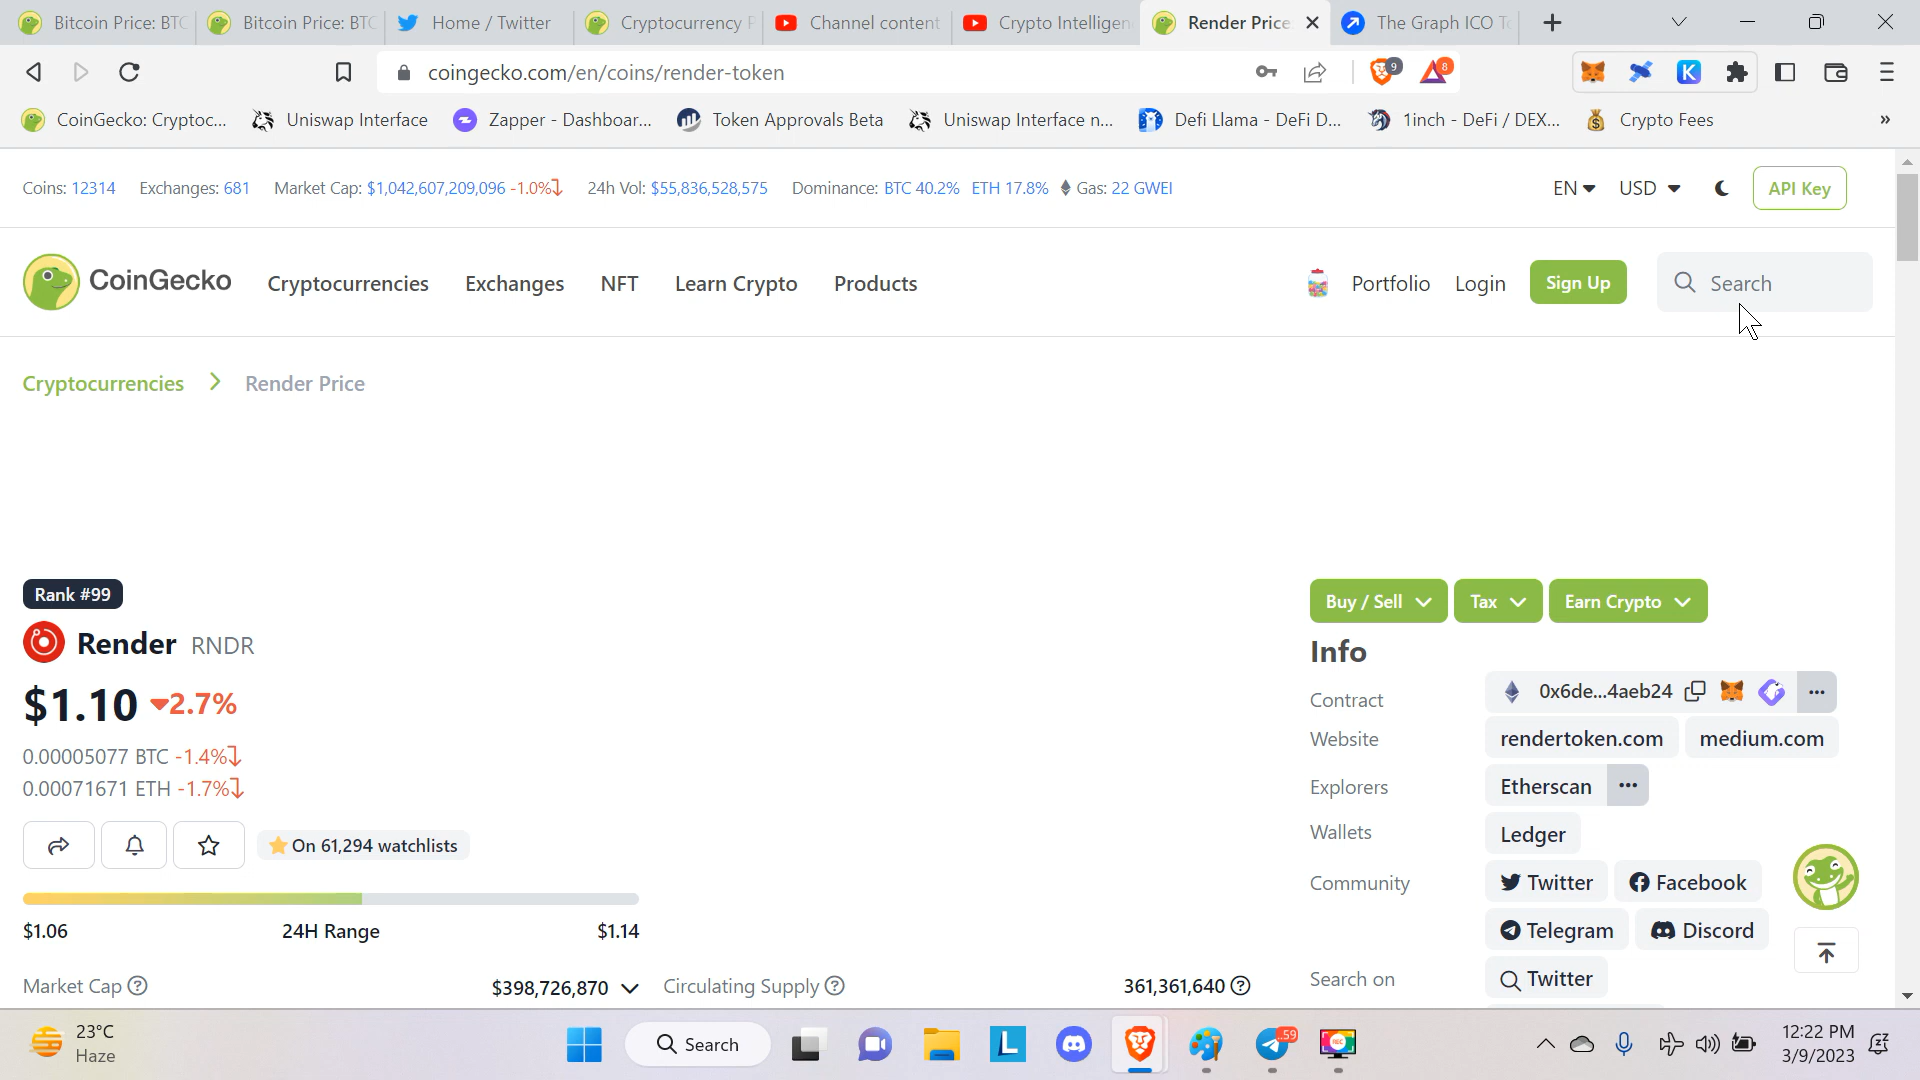 Bitcoin Price: BTC Bitcoin Price: BTC Home / Twitter Cryptocurrency P Channel content Crypto Intelligen Render Price The Graph ICO T
coingecko.com/en/coins/render-token 9 8 K
CoinGecko: Cryptoc... Uniswap Interface Zapper - Dashboar... Token Approvals Beta Uniswap Interface n... Defi Llama - DeFi D... 1inch - DeFi / DEX... Crypto Fees »
Coins: 12314 Exchanges: 681 Market Cap: $1,042,607,209,096 -1.0% 24h Vol: $55,836,528,575 Dominance: BTC 40.2% ETH 17.8% Gas: 22 GWEI EN USD API Key
CoinGecko Cryptocurrencies Exchanges NFT Learn Crypto Products Portfolio Login Sign Up Search
Cryptocurrencies Render Price
Rank #99
Buy / Sell Tax Earn Crypto
Render RNDR
Info
$1.10 2.7%
Contract 0x6de...4aeb24 ...
Website rendertoken.com medium.com
0.00005077 BTC -1.4%
0.00071671 ETH -1.7%
Explorers Etherscan ...
Wallets Ledger
On 61,294 watchlists
Community Twitter Facebook
$1.06 24H Range $1.14
Telegram Discord
Market Cap $398,726,870 Circulating Supply 361,361,640
Search on Twitter
23°C
Haze
Search L REC 59
12:22 PM
3/9/2023